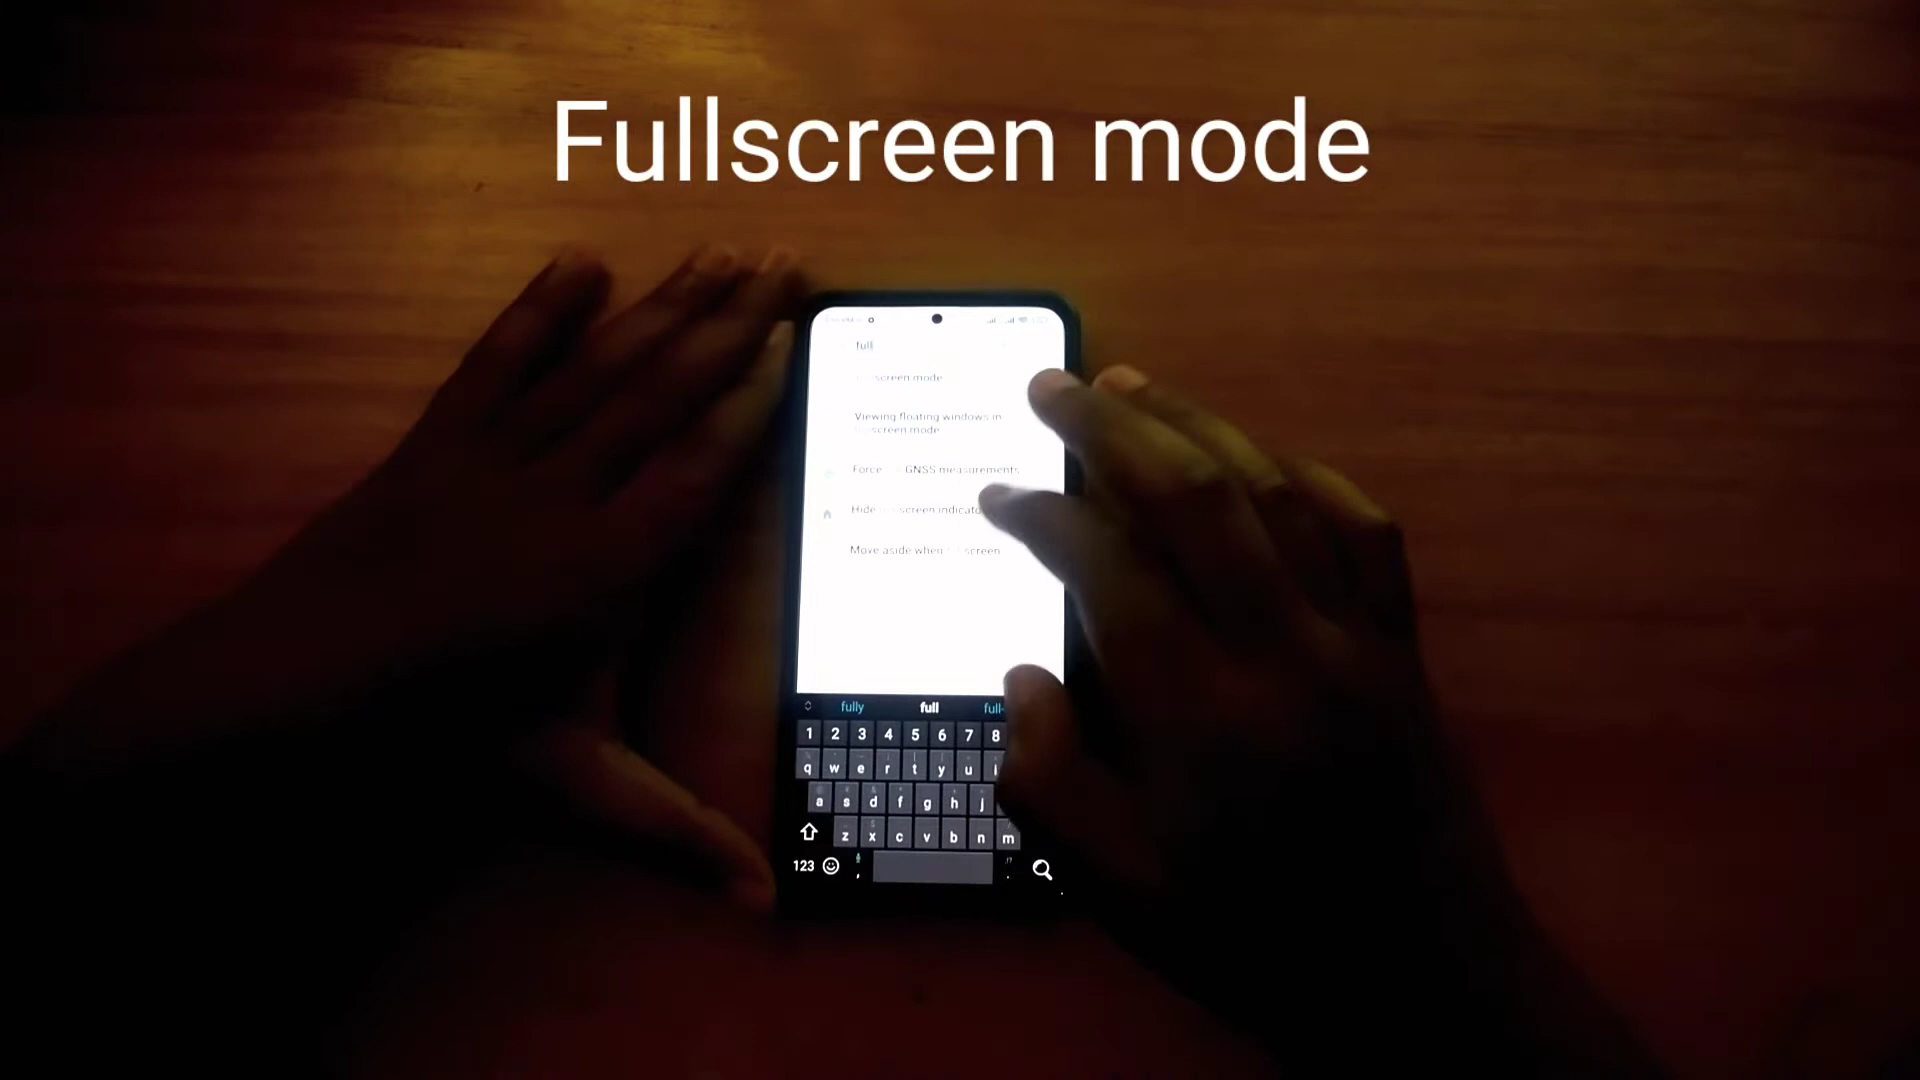 Fullscreen mode
full
screen mode
Viewing floating windows in
screen mode
Force GNSS measurements
Hide screen indicato
Move aside when screen
fully full full-
1 2 3 4 5 6 7 8
q w e r t y u i
a s d f g h j
z x c v b n m
123 , .